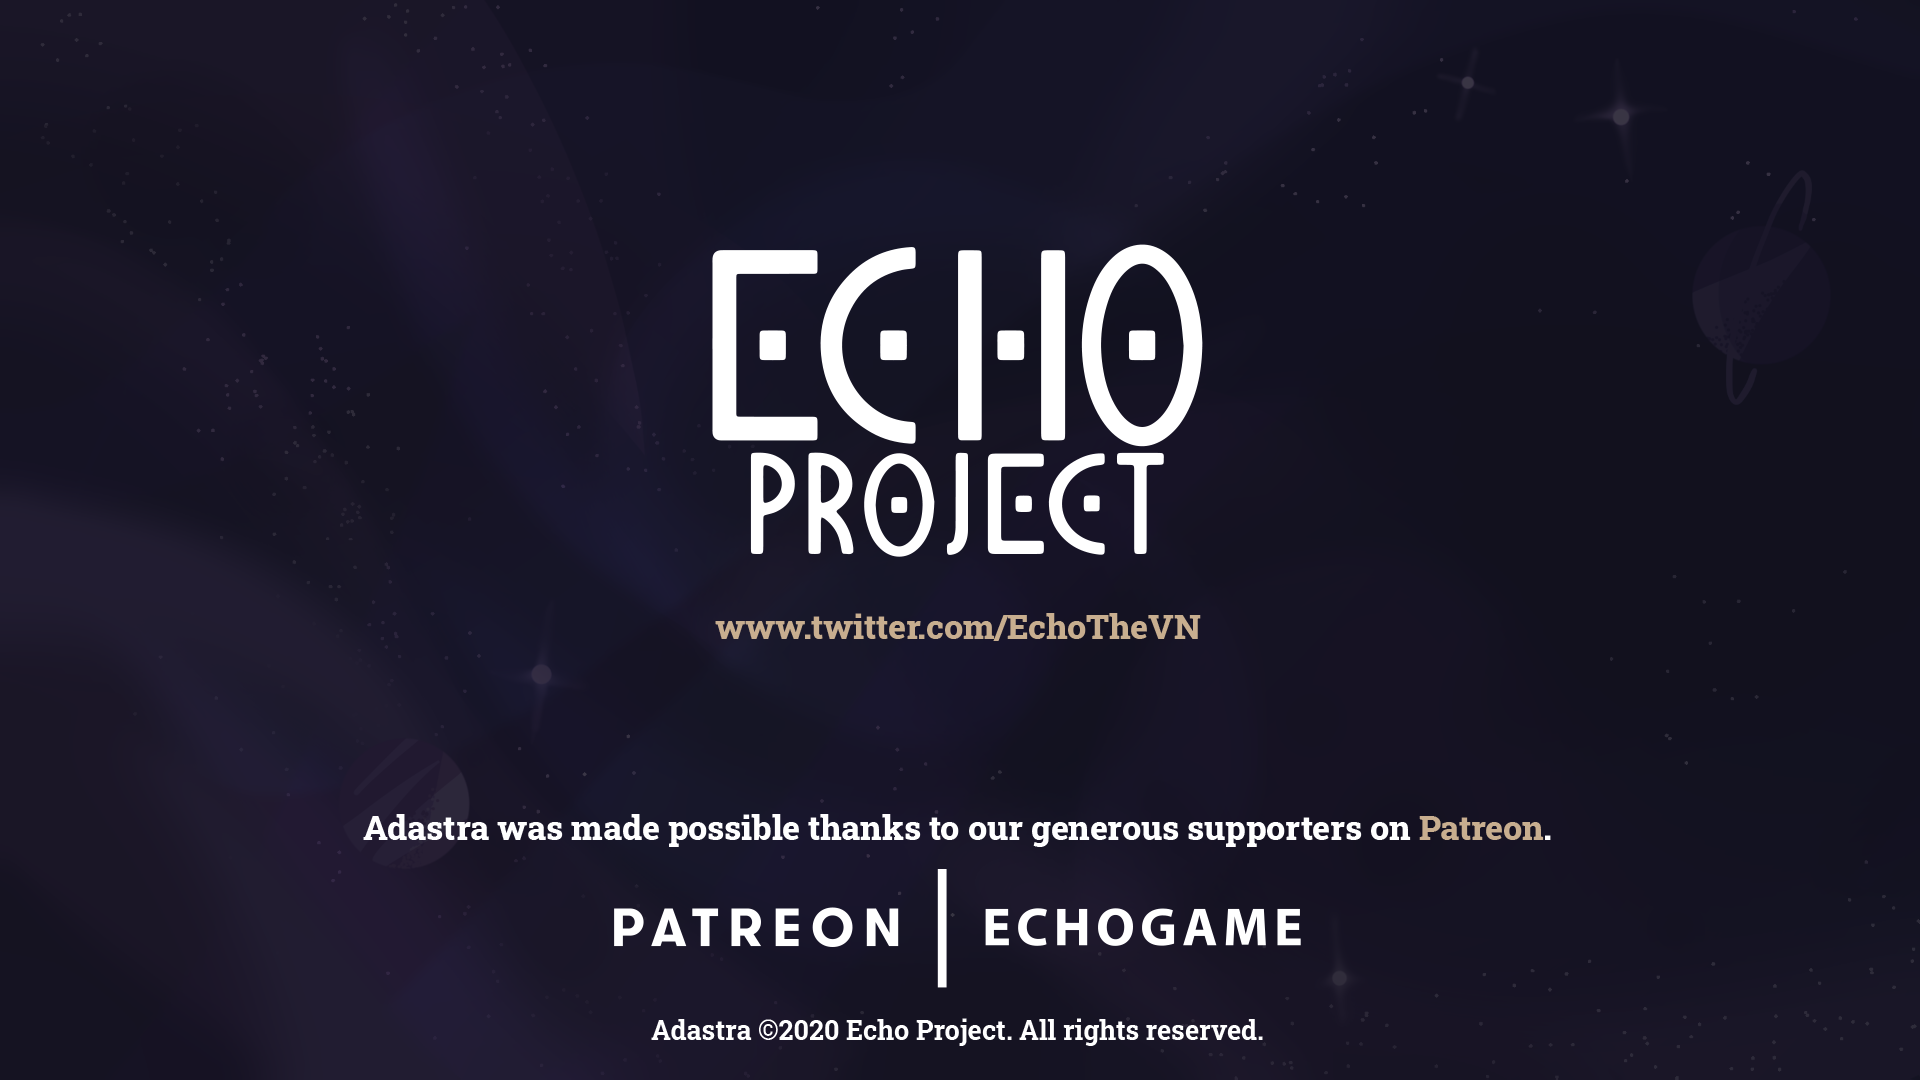 ECHO
PROJECT
www.twitter.com/EchoTheVN
Adastra was made possible thanks to our generous supporters on Patreon.
PATREON | ECHOGAME
Adastra ©2020 Echo Project. All rights reserved.